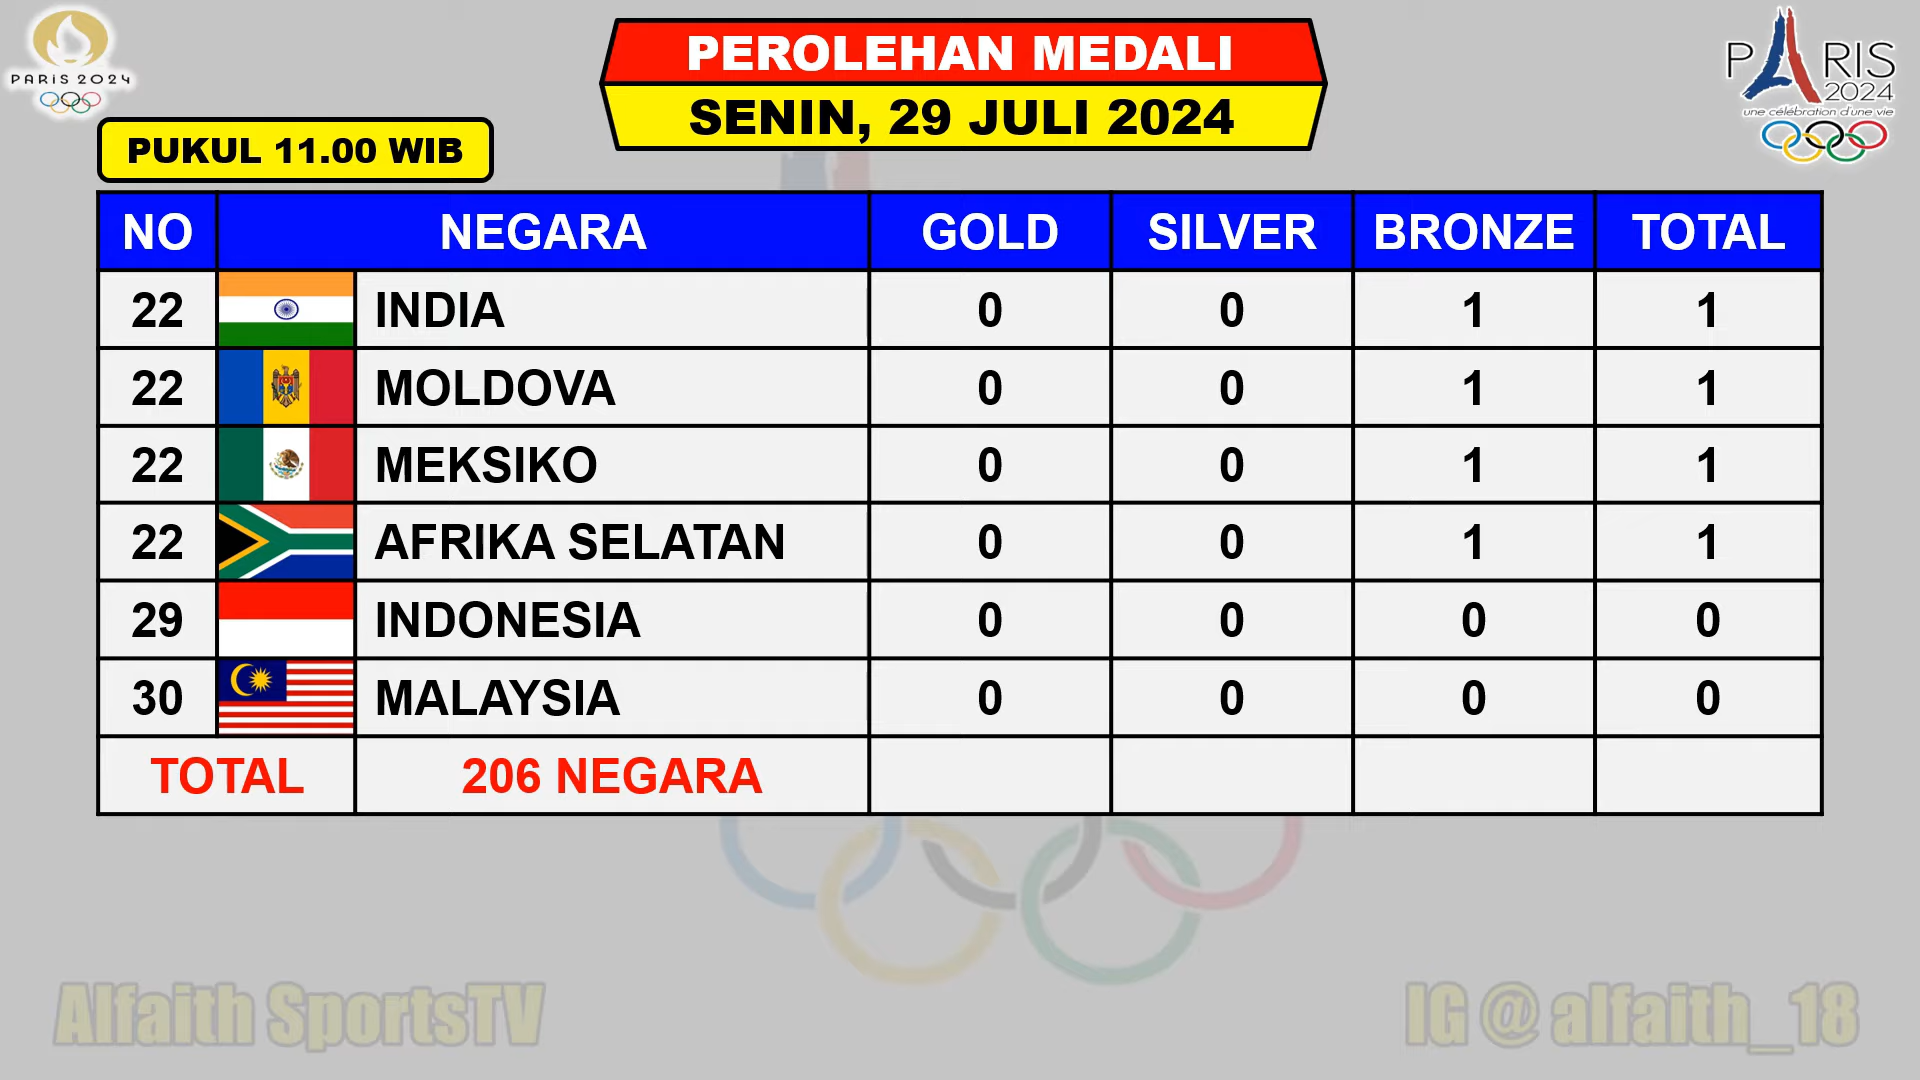 PARIS 2024
PEROLEHAN MEDALI
SENIN, 29 JULI 2024
PARIS
2024
une célébration d'une vie
PUKUL 11.00 WIB
NO NEGARA GOLD SILVER BRONZE TOTAL
22 INDIA 0 0 1 1
22 MOLDOVA 0 0 1 1
22 MEKSIKO 0 0 1 1
22 AFRIKA SELATAN 0 0 1 1
29 INDONESIA 0 0 0 0
30 MALAYSIA 0 0 0 0
TOTAL 206 NEGARA
Alfaith SportsTV
IG @ alfaith_18